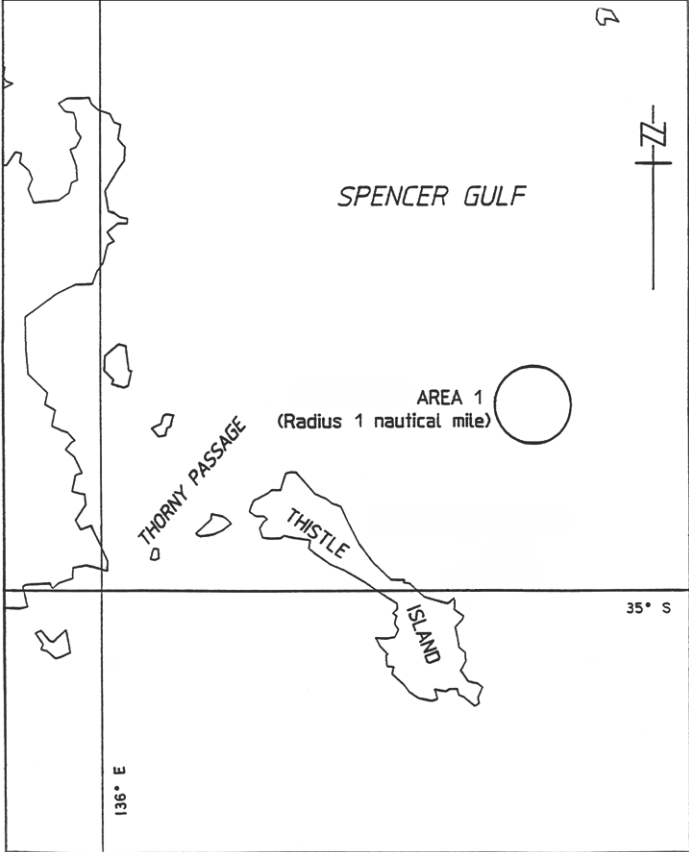 N
SPENCER GULF
AREA 1
(Radius 1 nautical mile)
THORNY PASSAGE
THISTLE
ISLAND
35° S
136° E